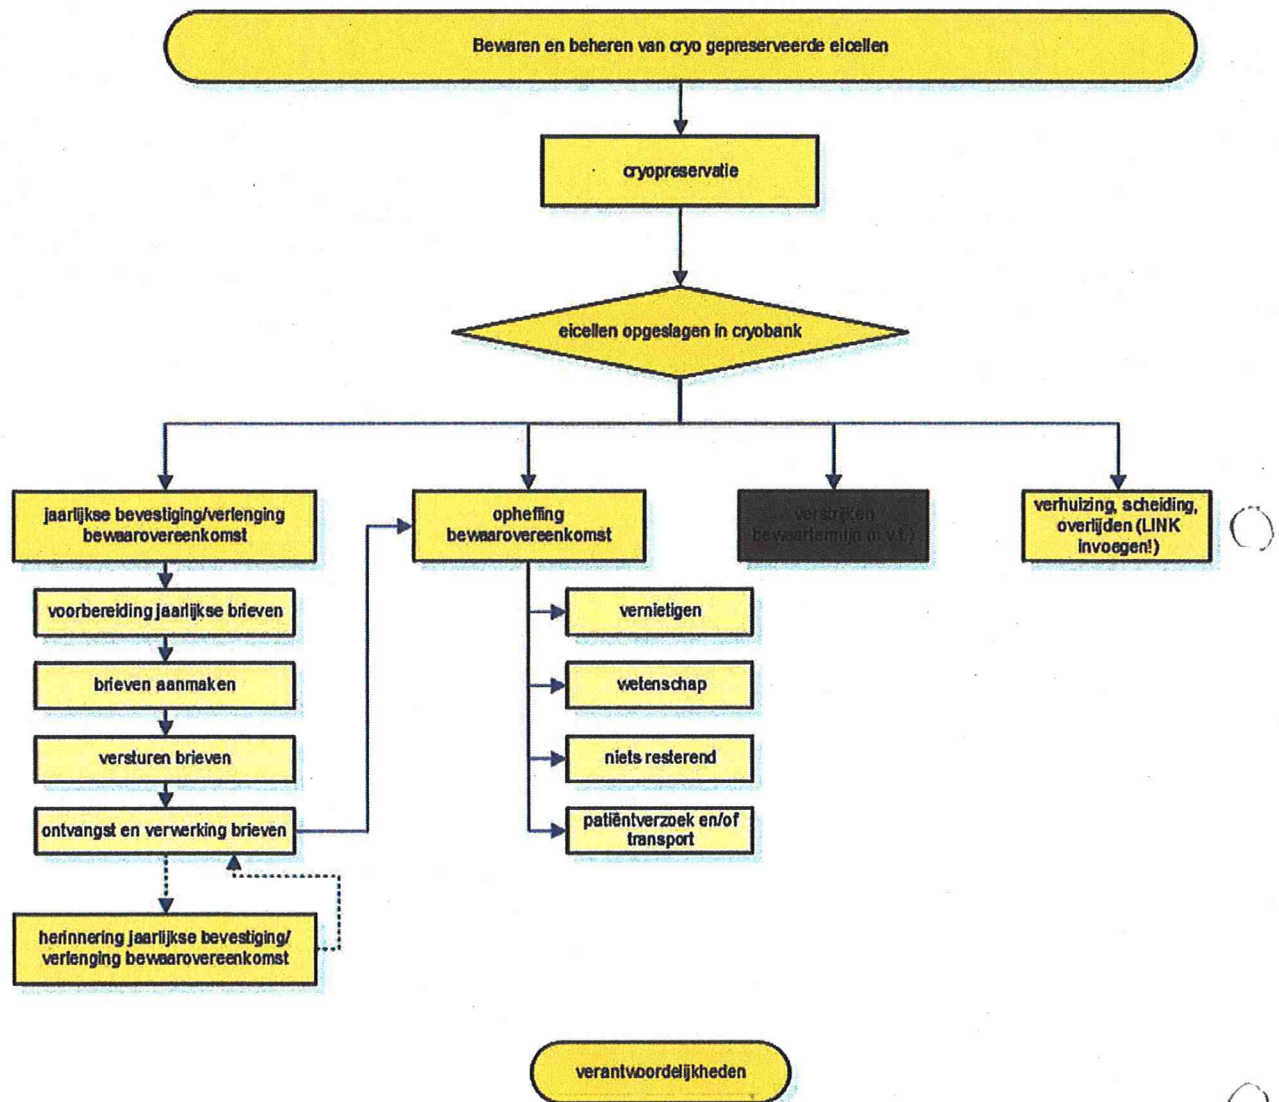 Bewaren en beheren van cryo gepreserveerde eicellen
cryopreservatie
eicellen opgeslagen in cryobank
jaarlijkse bevestiging/verlenging
bewaarovereenkomst
opheffing
bewaarovereenkomst
verstrijken
bewaartermijn (n.v.t.)
verhuizing, scheiding,
overlijden (LINK
invoegen!)
voorbereiding jaarlijkse brieven
brieven aanmaken
versturen brieven
ontvangst en verwerking brieven
herinnering jaarlijkse bevestiging/
verlenging bewaarovereenkomst
vernietigen
wetenschap
niets resterend
patiëntverzoek en/of
transport
verantwoordelijkheden